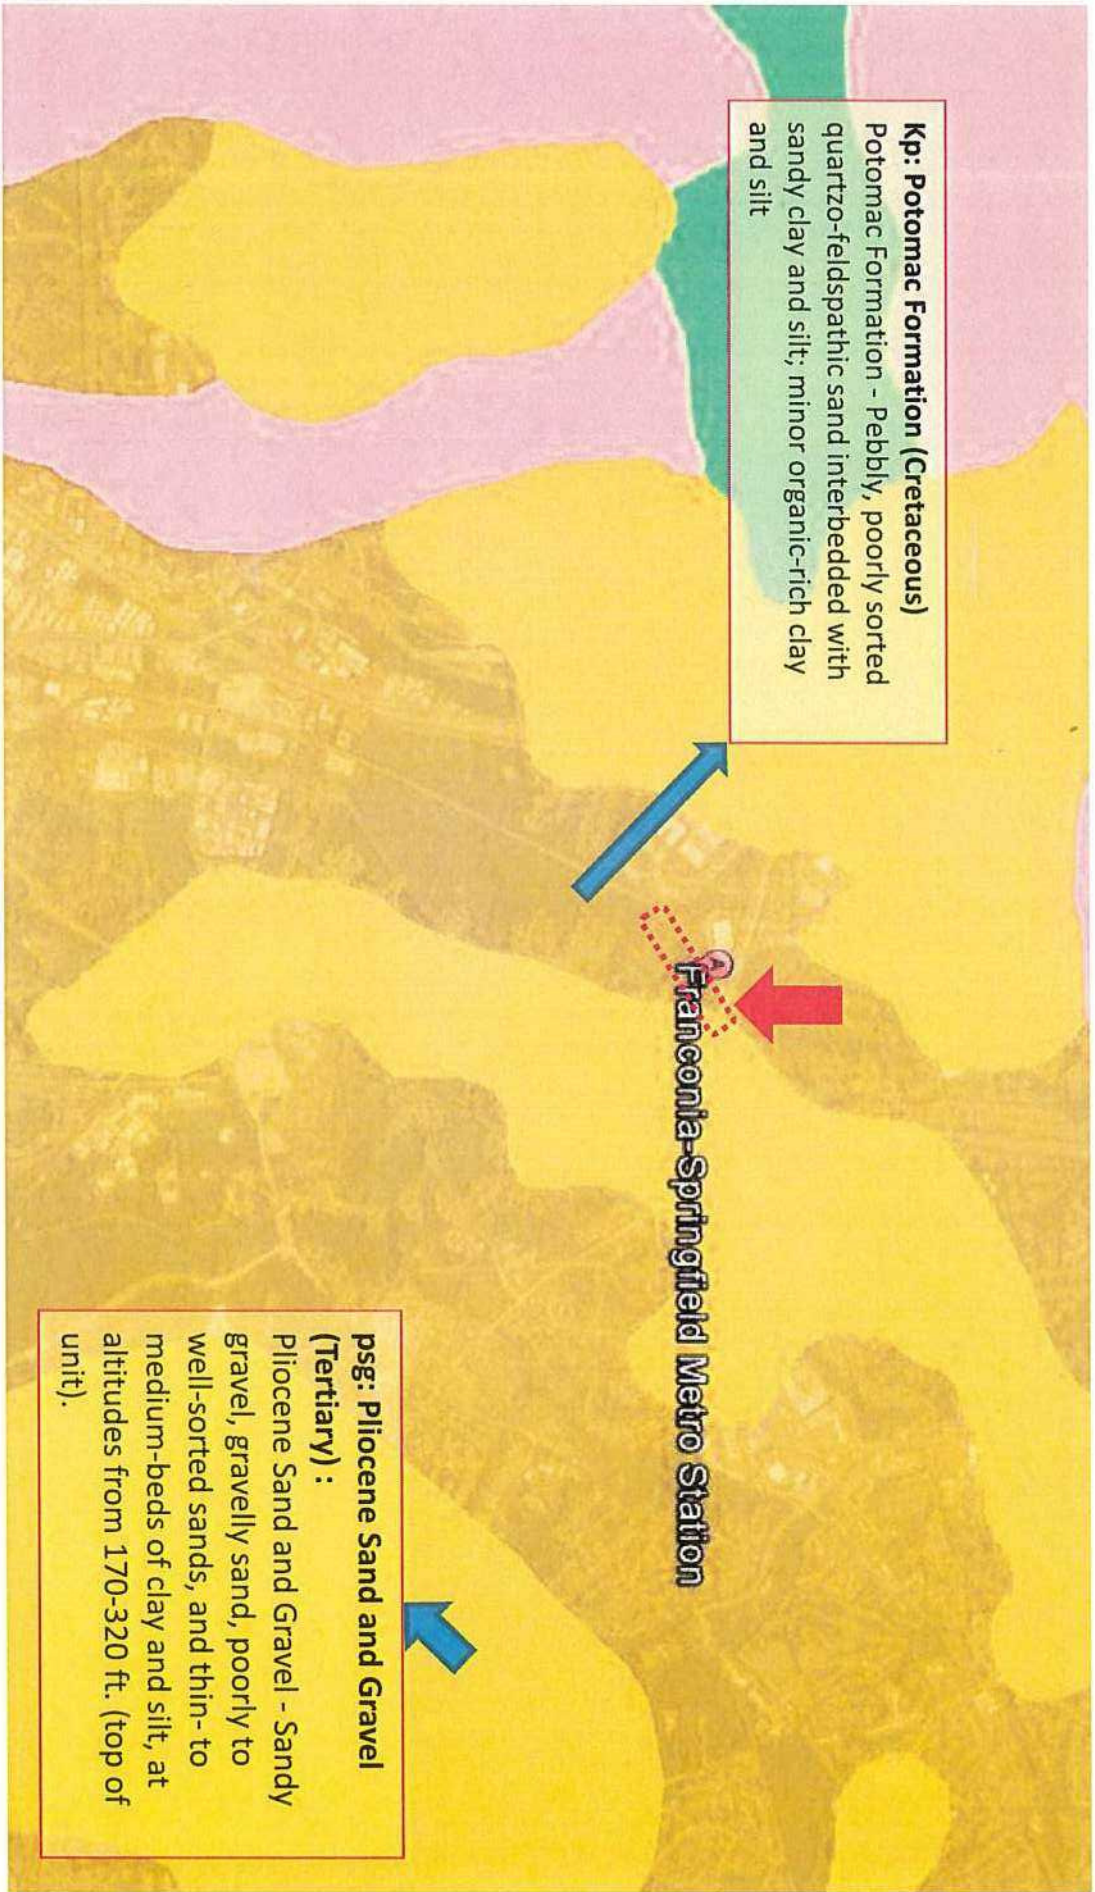 Kp: Potomac Formation (Cretaceous)
Potomac Formation - Pebbly, poorly sorted
quartzo-feldspathic sand interbedded with
sandy clay and silt; minor organic-rich clay
and silt
A
Franconia-Springfield Metro Station
psg: Pliocene Sand and Gravel
(Tertiary) :
Pliocene Sand and Gravel - Sandy
gravel, gravelly sand, poorly to
well-sorted sands, and thin- to
medium-beds of clay and silt, at
altitudes from 170-320 ft. (top of
unit).